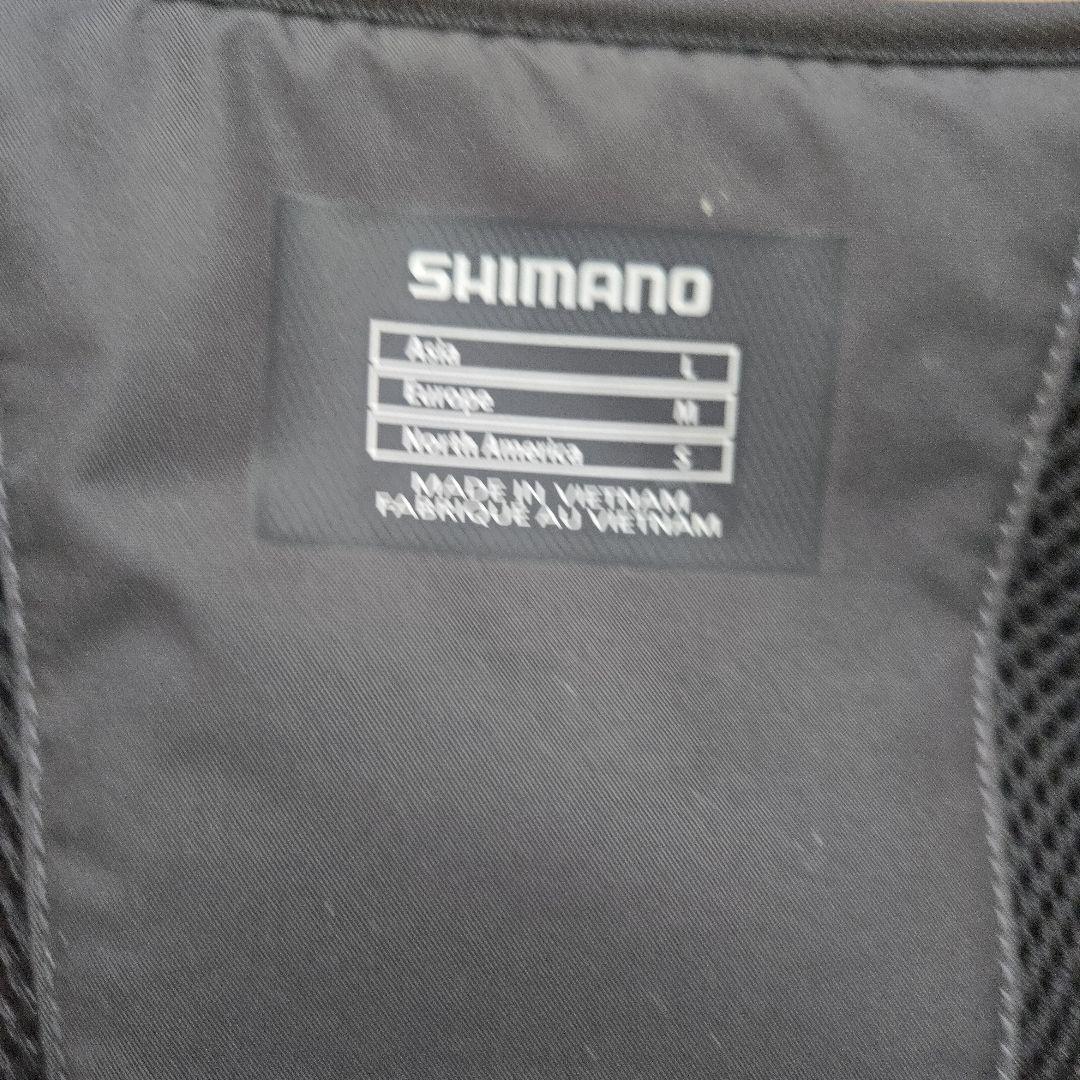 SHIMANO
Asia L
Europe M
North America S
MADE IN VIETNAM
FABRIQUE AU VIETNAM